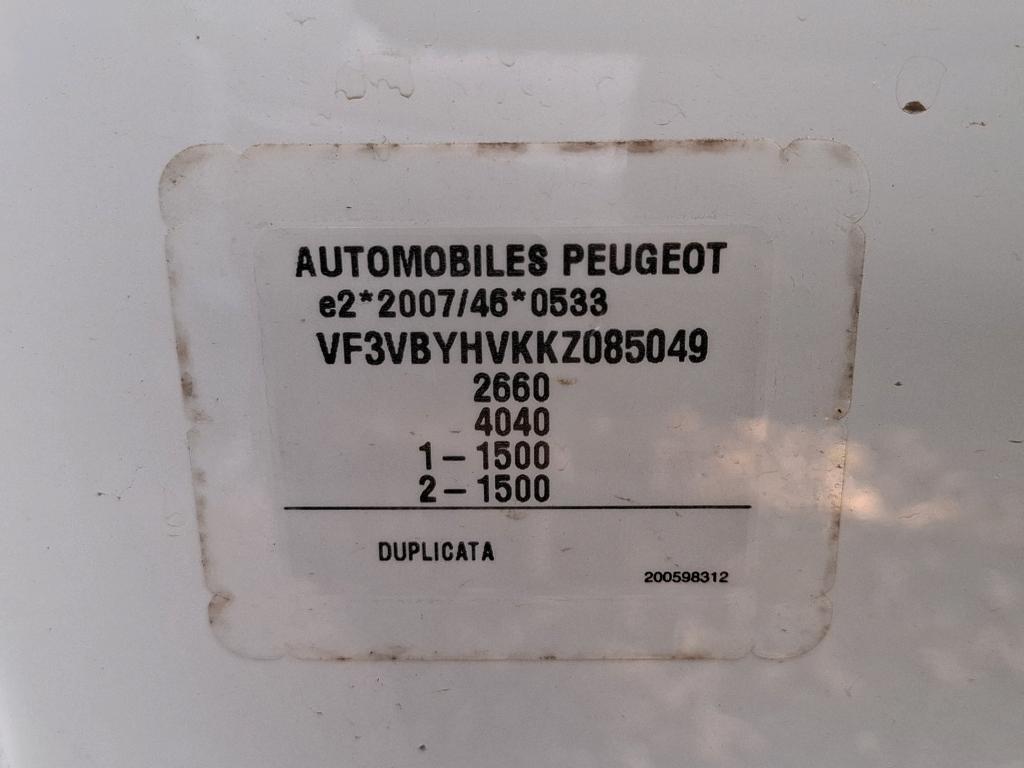 AUTOMOBILES PEUGEOT
e2*2007/46*0533
VF3VBYHVKKZ085049
2660
4040
1 – 1500
2 – 1500
DUPLICATA
200598312